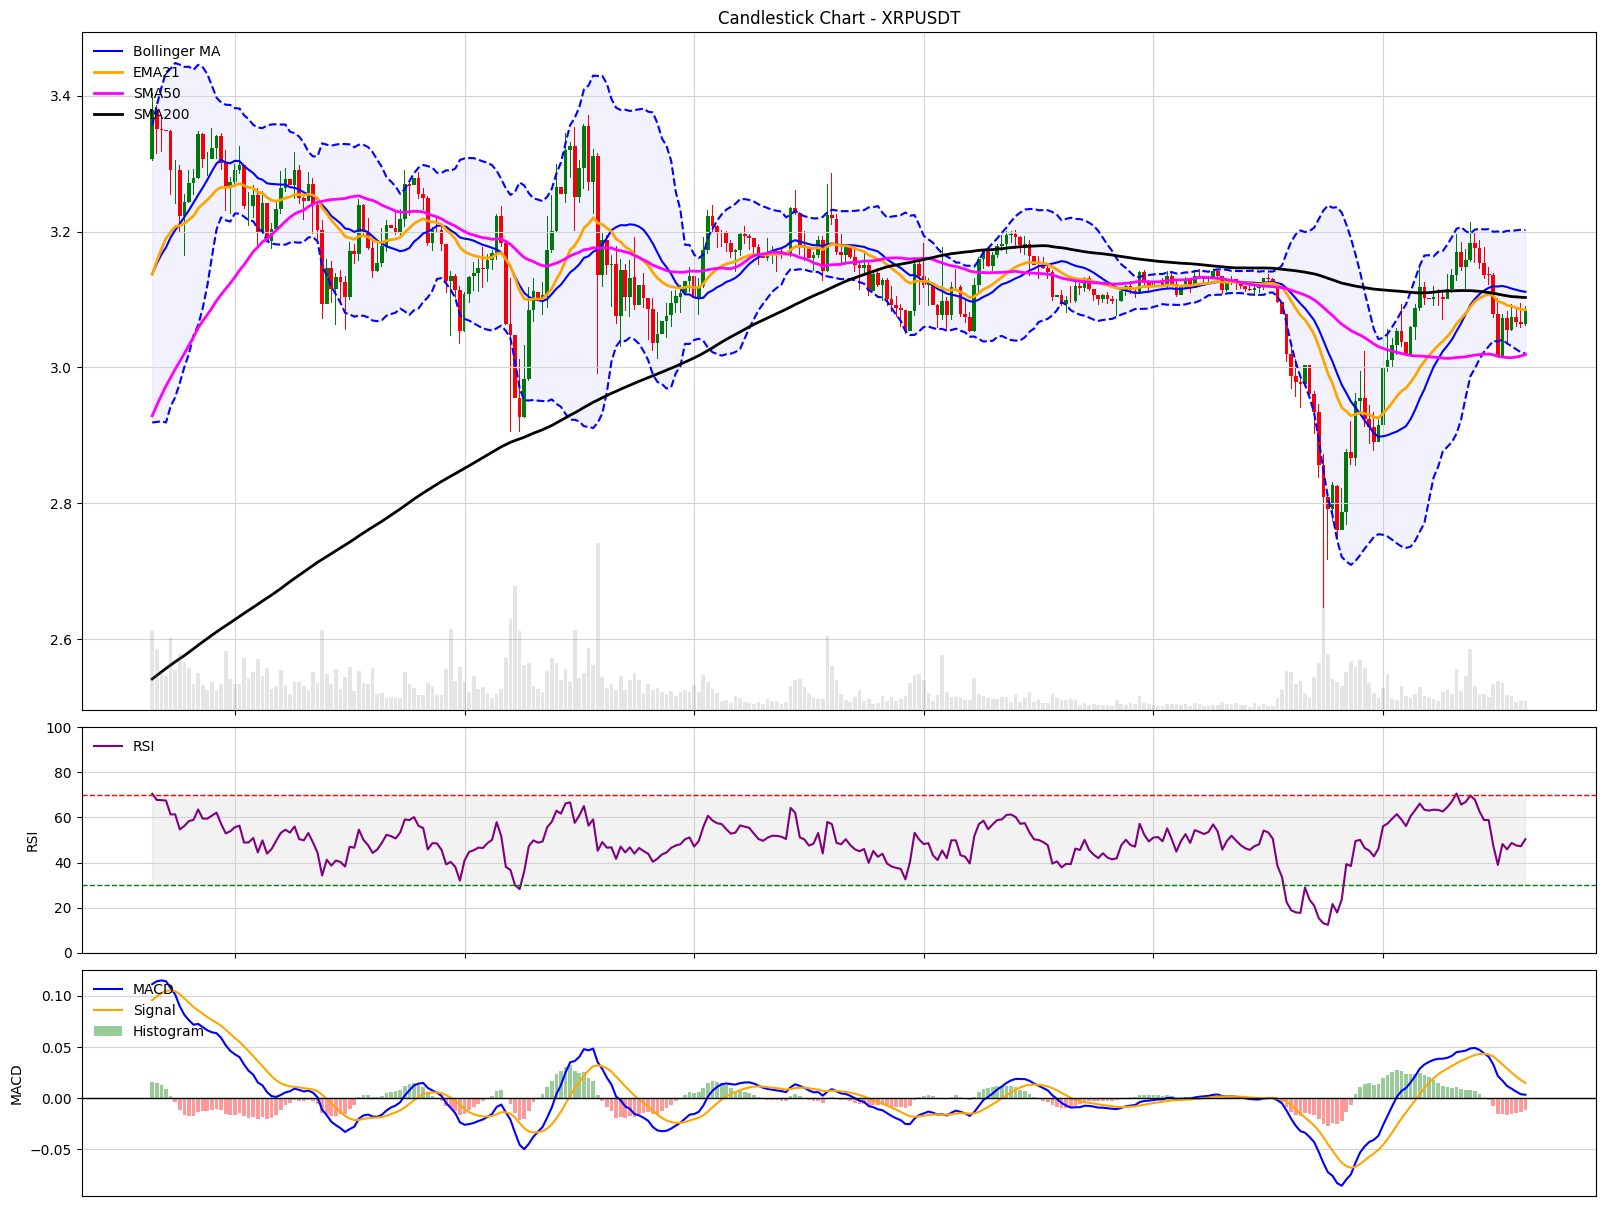 Candlestick Chart - XRPUSDT
Bollinger MA
EMA21
SMA50
SMA200
3.4
3.2
3.0
2.8
2.6
100
80
60
40
20
0
RSI
RSI
0.10
0.05
0.00
−0.05
MACD
MACD
Signal
Histogram